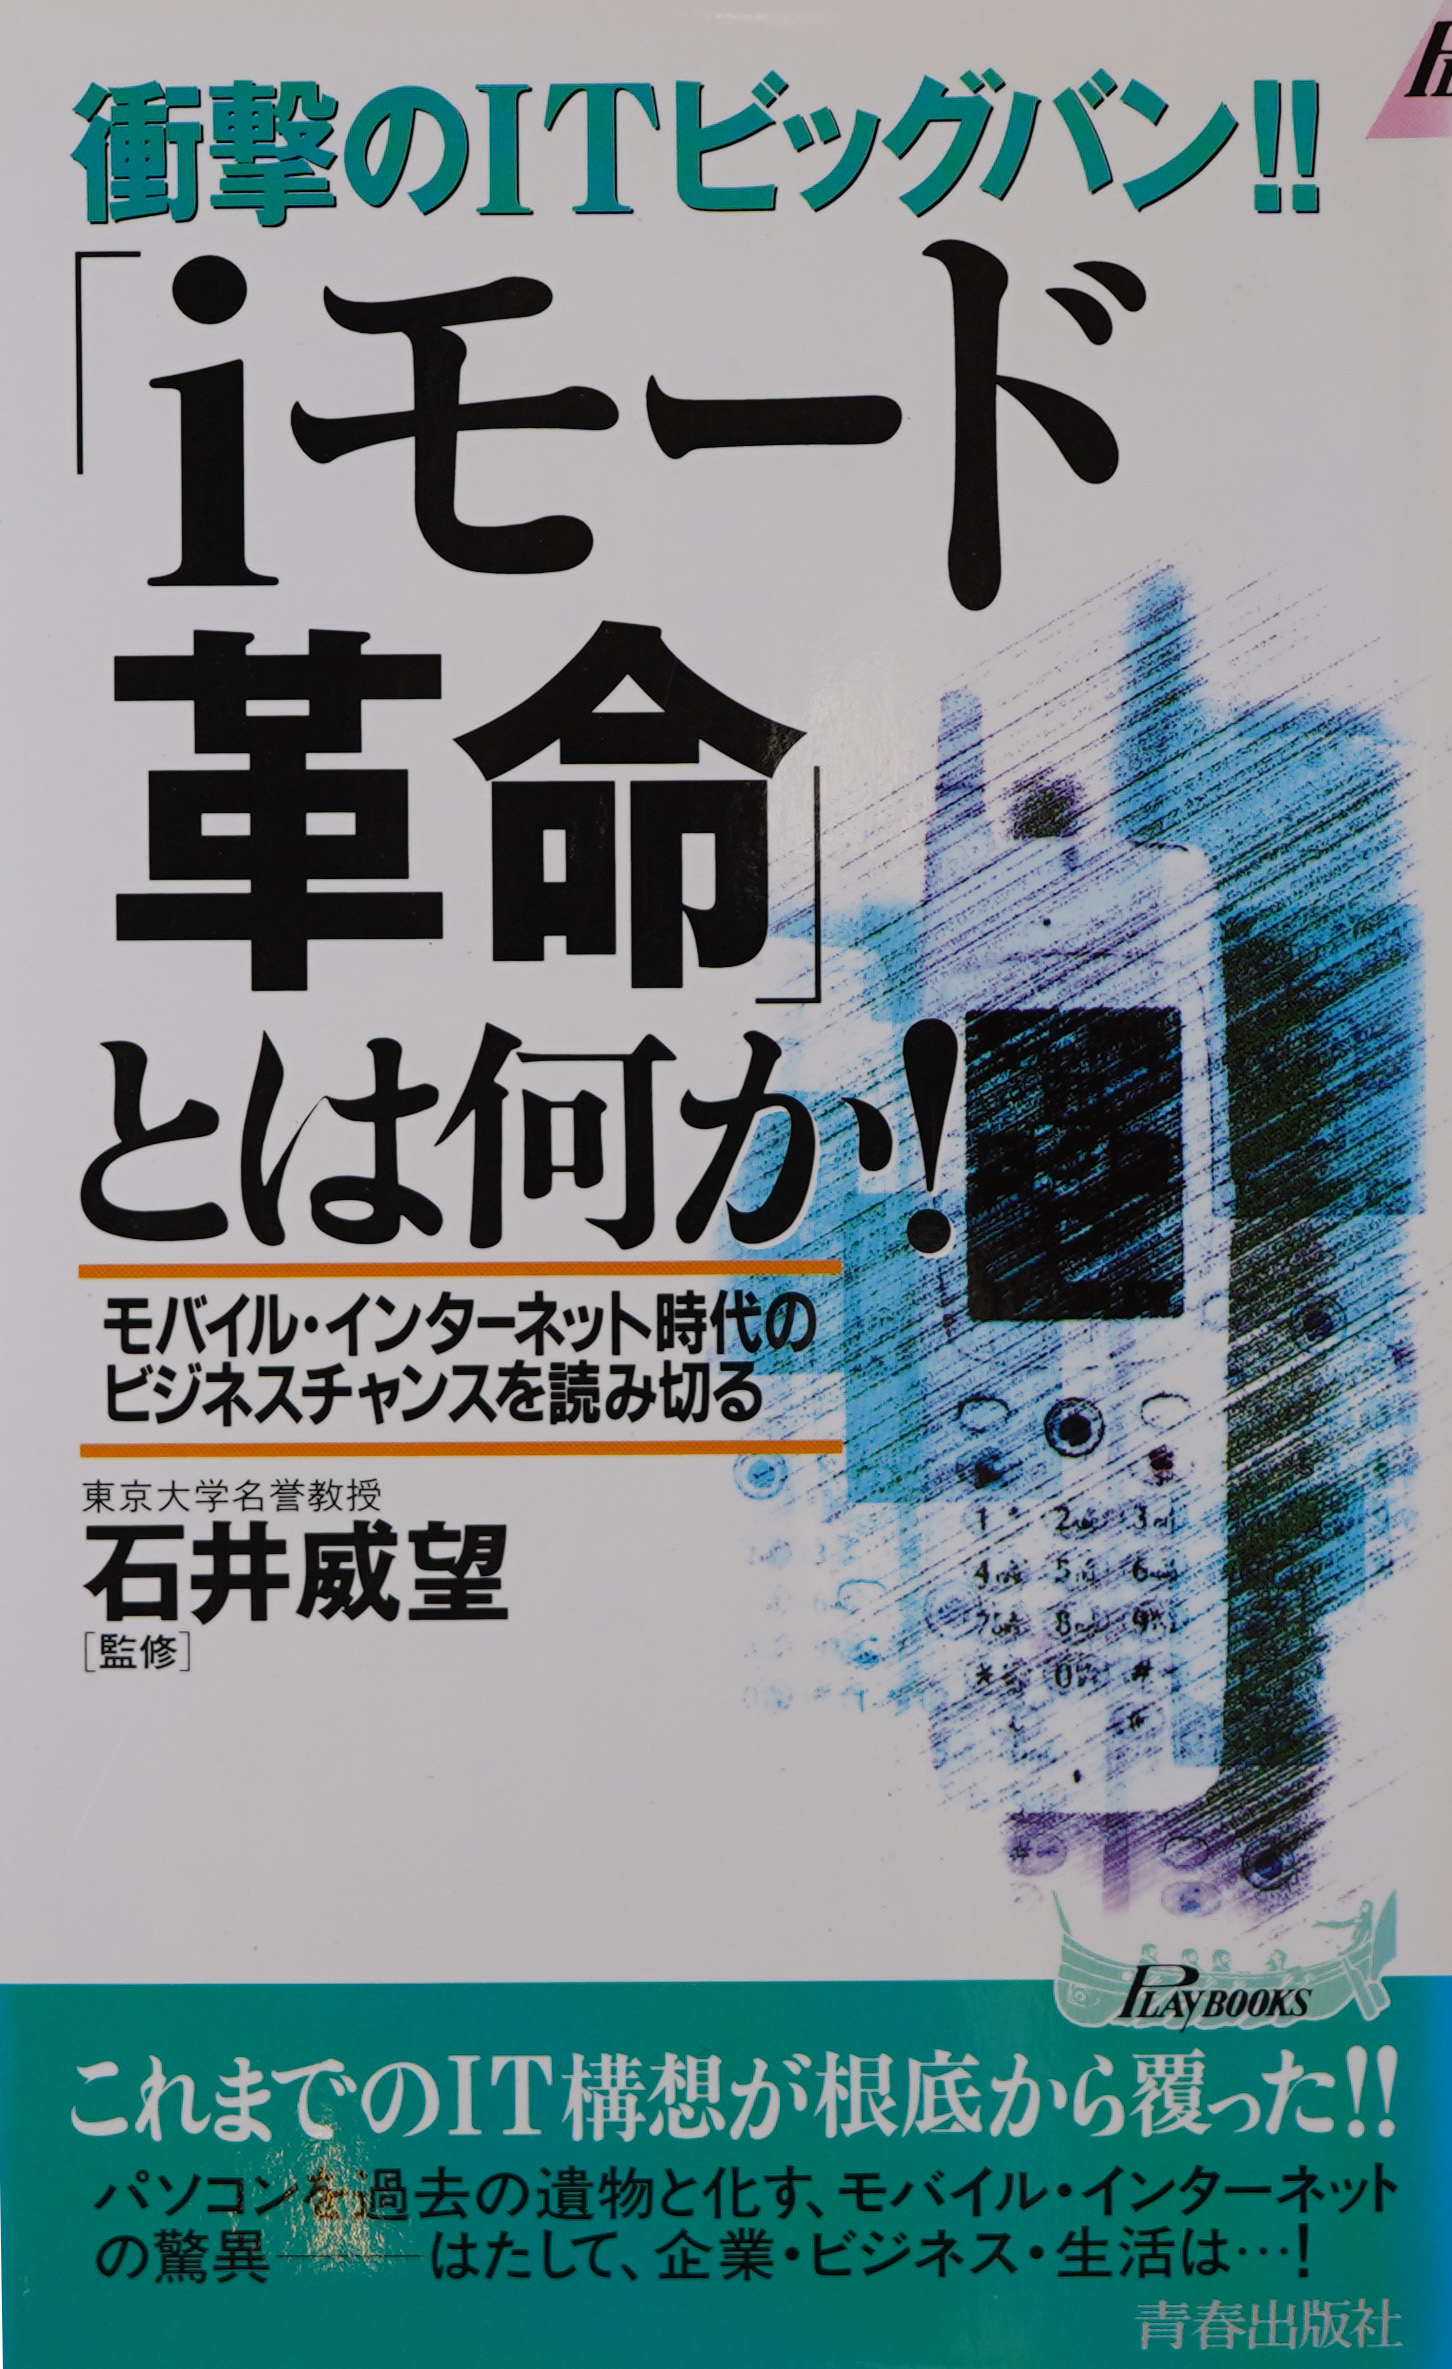 衝撃のITビッグバン!!
「iモード
革命」
とは何か!
モバイル・インターネット時代の
ビジネスチャンスを読み切る
東京大学名誉教授
石井威望
[監修]
1 2 3
4 5 6
7 8 9
* 0 #
PLAYBOOKS
これまでのIT構想が根底から覆った!!
パソコンを過去の遺物と化す、モバイル・インターネット
の驚異——はたして、企業・ビジネス・生活は…!
青春出版社